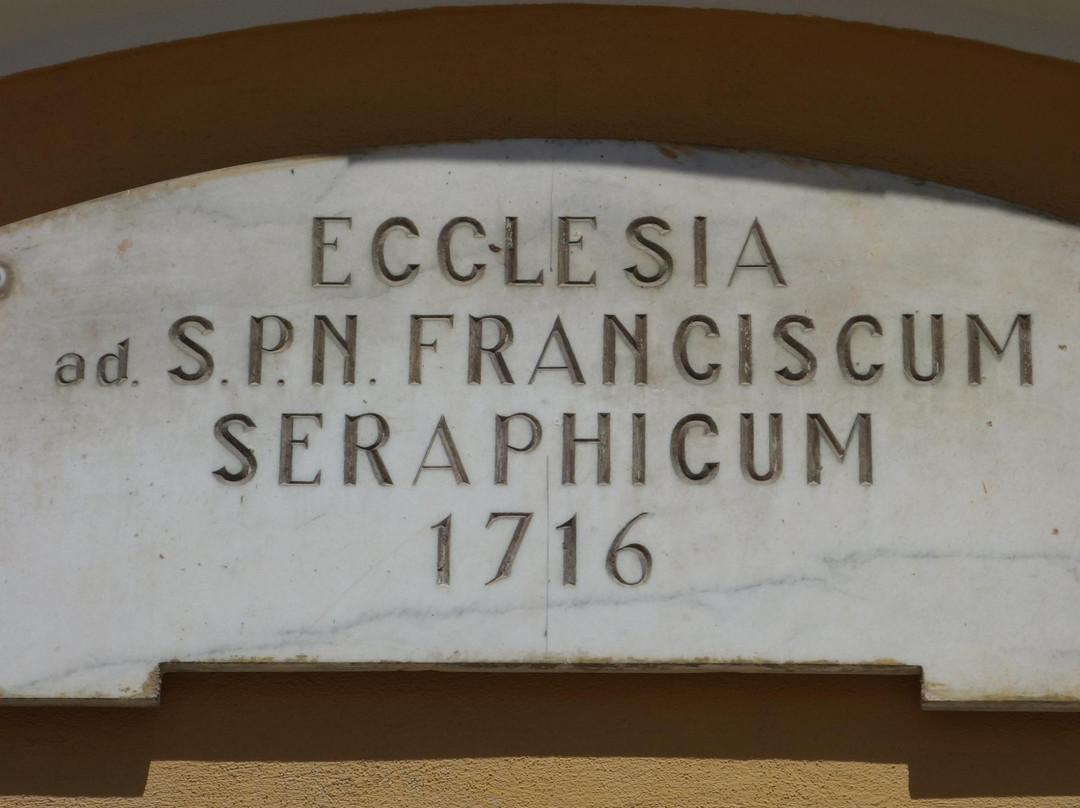 ECCLESIA
ad. S.P.N. FRANCISCUM
SERAPHICUM
1716